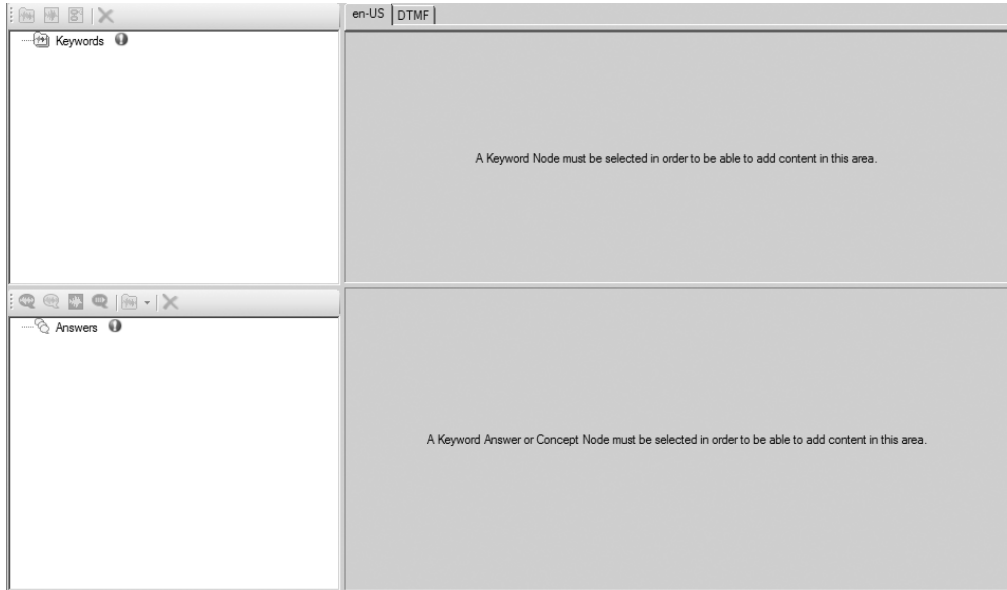 en-US
DTMF
Keywords
A Keyword Node must be selected in order to be able to add content in this area.
Answers
A Keyword Answer or Concept Node must be selected in order to be able to add content in this area.